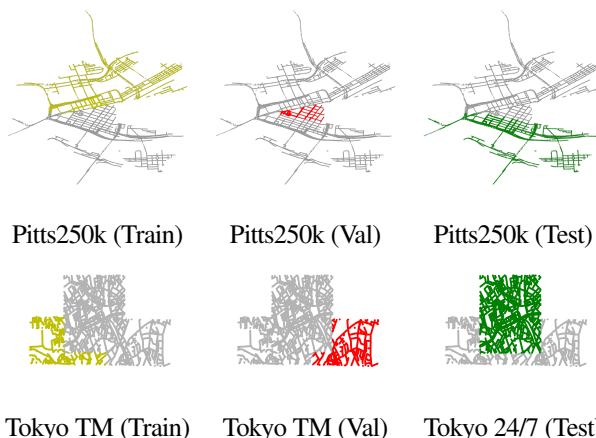 Pitts250k (Train) Pitts250k (Val) Pitts250k (Test)
Tokyo TM (Train) Tokyo TM (Val) Tokyo 24/7 (Test)